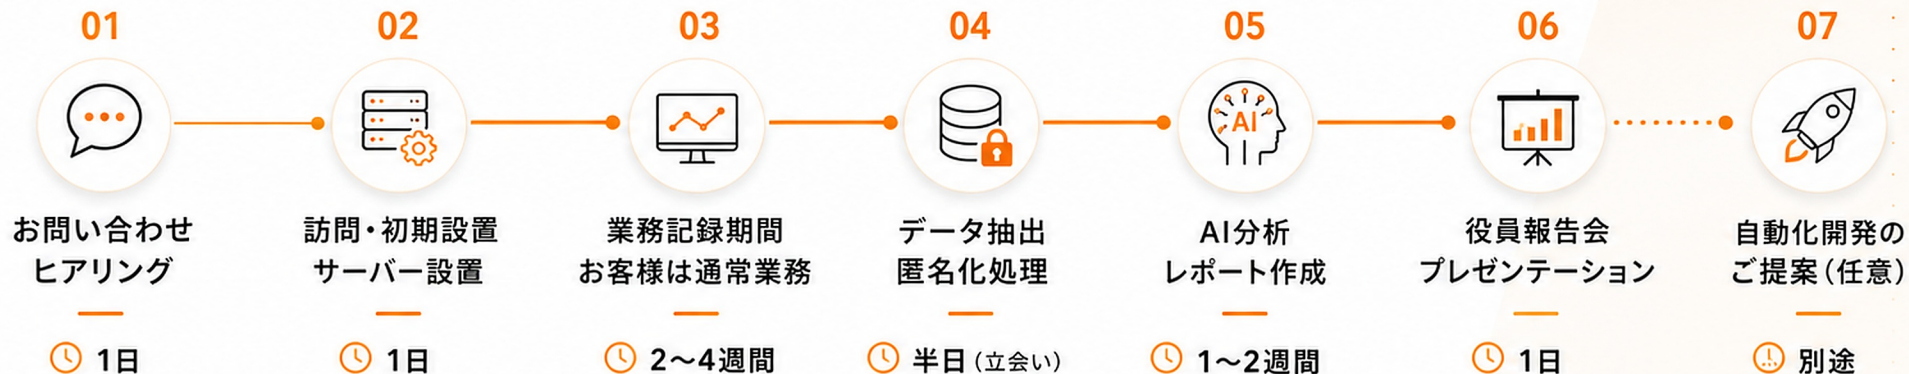 01
お問い合わせ
ヒアリング
1日
02
訪問・初期設置
サーバー設置
1日
03
業務記録期間
お客様は通常業務
2〜4週間
04
データ抽出
匿名化処理
半日（立会い）
05
AI
AI分析
レポート作成
1〜2週間
06
役員報告会
プレゼンテーション
1日
07
自動化開発の
ご提案（任意）
別途